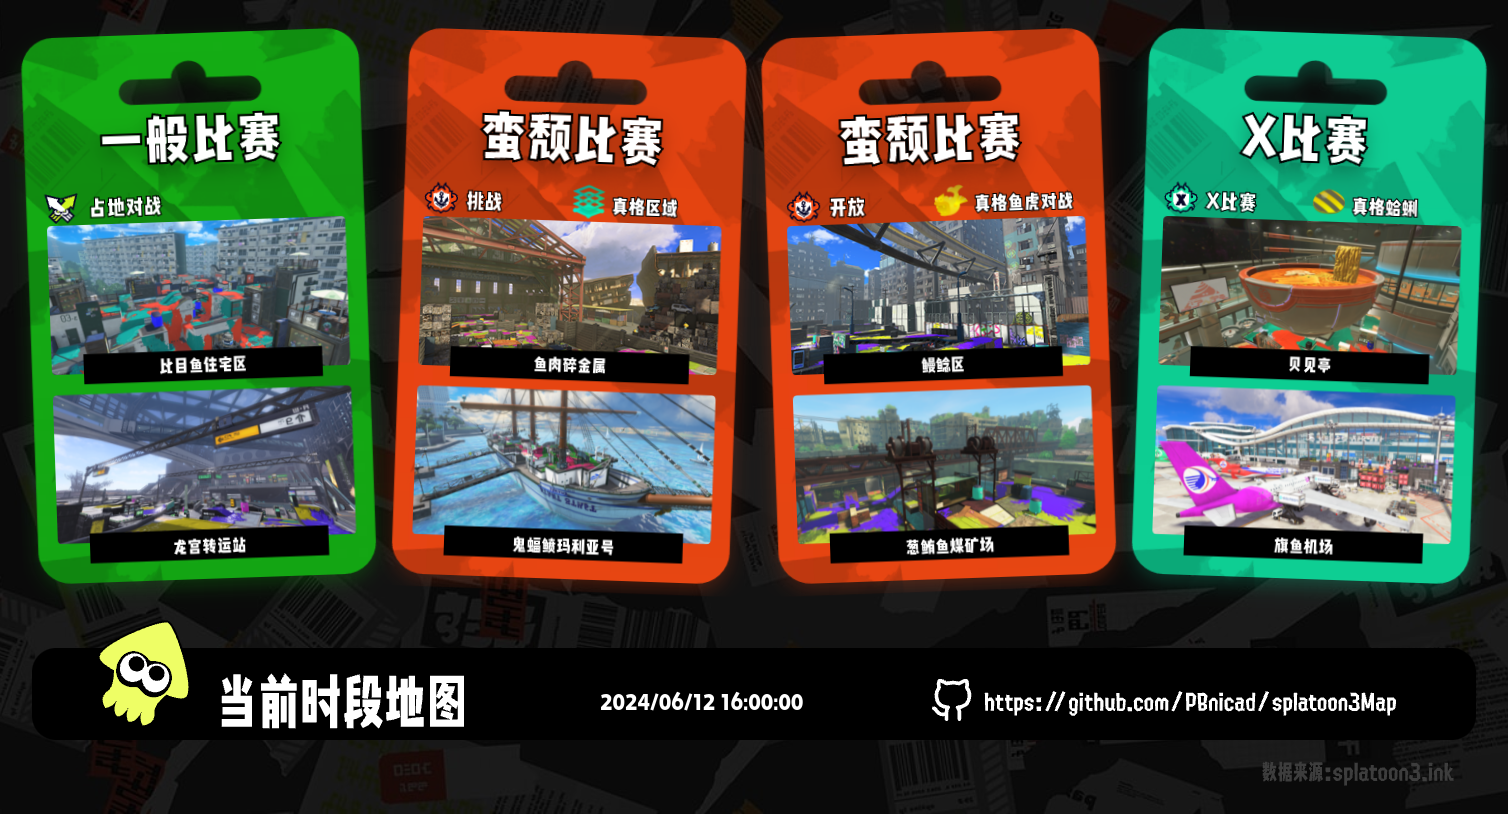 一般比赛
占地对战
比目鱼住宅区
龙宫转运站
蛮颓比赛
挑战
真格区域
鱼肉碎金属
鬼蝠鲼玛利亚号
蛮颓比赛
开放
真格鱼虎对战
鳗鲶区
葱鲔鱼煤矿场
X比赛
X比赛
真格蛤蜊
贝见亭
旗鱼机场
当前时段地图
2024/06/12 16:00:00
https://github.com/PBnicad/splatoon3Map
数据来源:splatoon3.ink